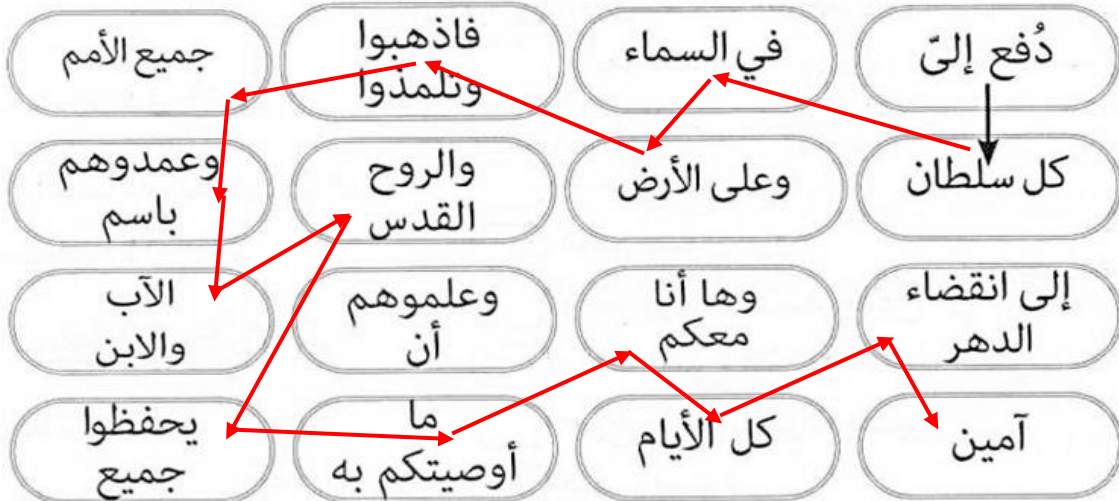 دُفع إلىّ
في السماء
فاذهبوا
وتلمذوا
جميع الأمم
كل سلطان
وعلى الأرض
والروح
القدس
وعمدوهم
باسم
إلى انقضاء
الدهر
وها أنا
معكم
وعلموهم
أن
الآب
والابن
آمين
كل الأيام
ما
أوصيتكم به
يحفظوا
جميع